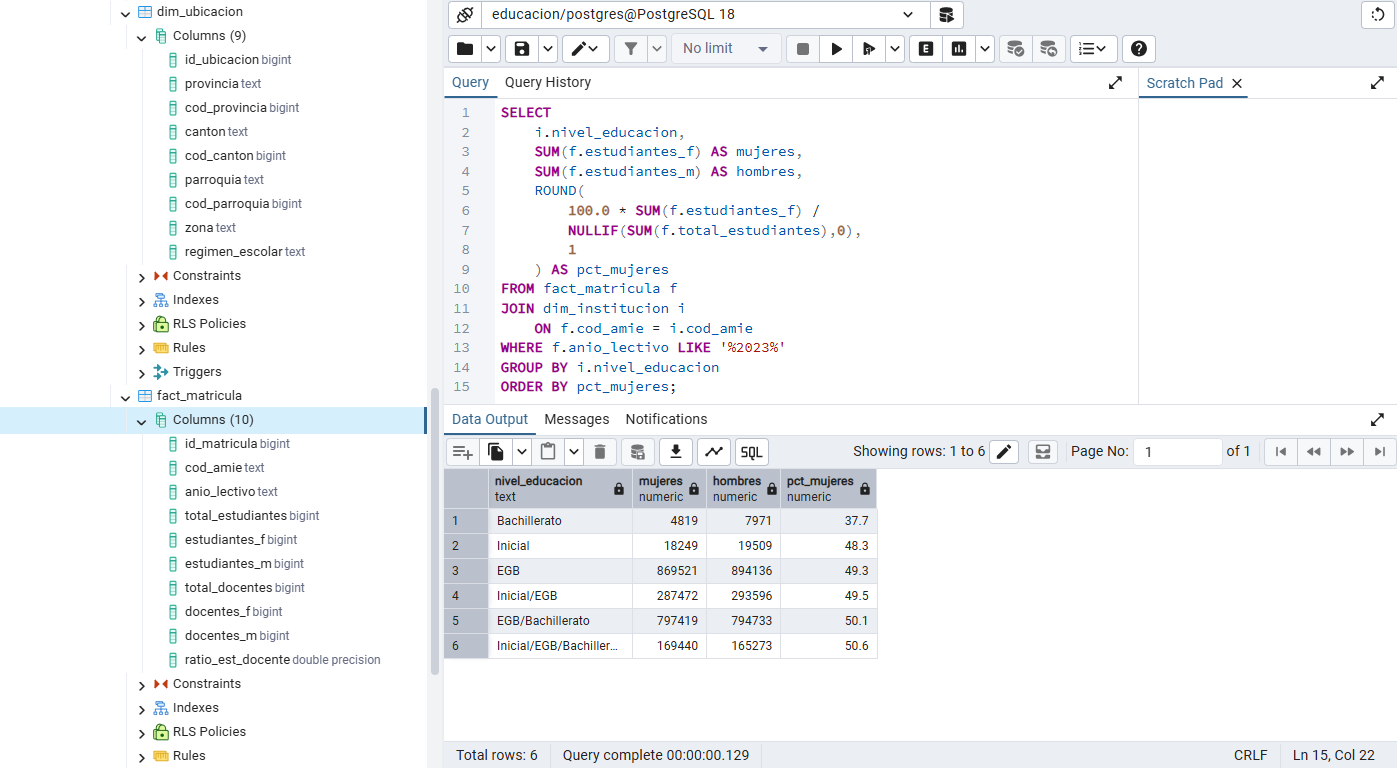 dim_ubicacion
Columns (9)
id_ubicacion bigint
provincia text
cod_provincia bigint
canton text
cod_canton bigint
parroquia text
cod_parroquia bigint
zona text
regimen_escolar text
Constraints
Indexes
RLS Policies
Rules
Triggers
fact_matricula
Columns (10)
id_matricula bigint
cod_amie text
anio_lectivo text
total_estudiantes bigint
estudiantes_f bigint
estudiantes_m bigint
total_docentes bigint
docentes_f bigint
docentes_m bigint
ratio_est_docente double precision
Constraints
Indexes
RLS Policies
Rules
educacion/postgres@PostgreSQL 18
No limit
E
Query Query History
Scratch Pad
1 SELECT
2 i.nivel_educacion,
3 SUM(f.estudiantes_f) AS mujeres,
4 SUM(f.estudiantes_m) AS hombres,
5 ROUND(
6 100.0 * SUM(f.estudiantes_f) /
7 NULLIF(SUM(f.total_estudiantes),0),
8 1
9 ) AS pct_mujeres
10 FROM fact_matricula f
11 JOIN dim_institucion i
12 ON f.cod_amie = i.cod_amie
13 WHERE f.anio_lectivo LIKE '%2023%'
14 GROUP BY i.nivel_educacion
15 ORDER BY pct_mujeres;
Data Output Messages Notifications
SQL Showing rows: 1 to 6 Page No: 1 of 1
nivel_educacion mujeres hombres pct_mujeres
text numeric numeric numeric
1 Bachillerato 4819 7971 37.7
2 Inicial 18249 19509 48.3
3 EGB 869521 894136 49.3
4 Inicial/EGB 287472 293596 49.5
5 EGB/Bachillerato 797419 794733 50.1
6 Inicial/EGB/Bachiller... 169440 165273 50.6
Total rows: 6 Query complete 00:00:00.129 CRLF Ln 15, Col 22